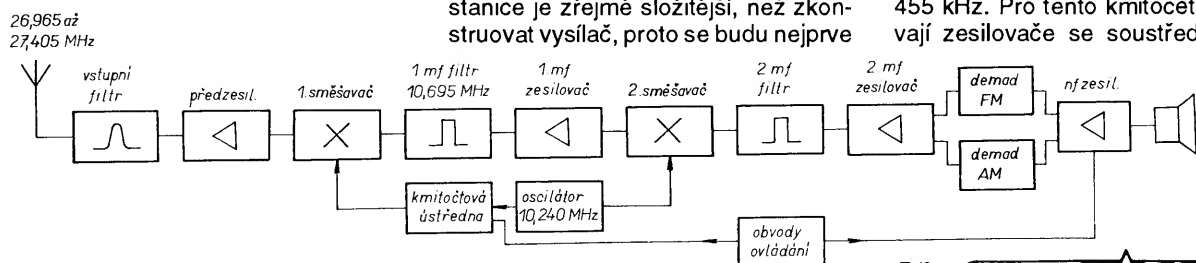 stanice je zřejmě složitější, než zkon-
struovat vysílač, proto se budu nejprve
455 kHz. Pro tento kmitočet
vají zesilovače se soustřed
26,965 až
27,405 MHz
vstupní
filtr
předzesil.
1. směšovač
1 mf filtr
10,695 MHz
1. mf
zesilovač
2. směšovač
2 mf
filtr
2. mf
zesilovač
demad
FM
demad
AM
nf zesil.
kmitočtová
ústředna
oscilátor
10,240 MHz
obvody
ovládání